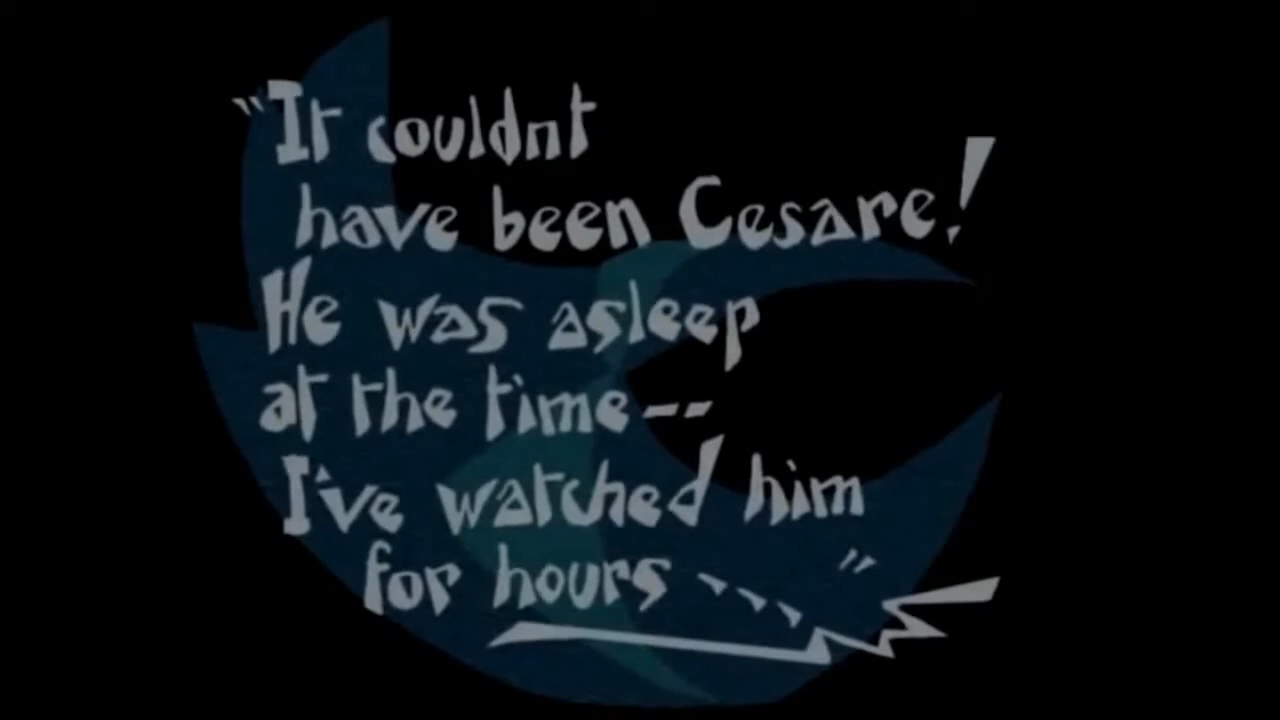 "It couldnt
have been Cesare!
He was asleep
at the time--
I've watched him
for hours ----"